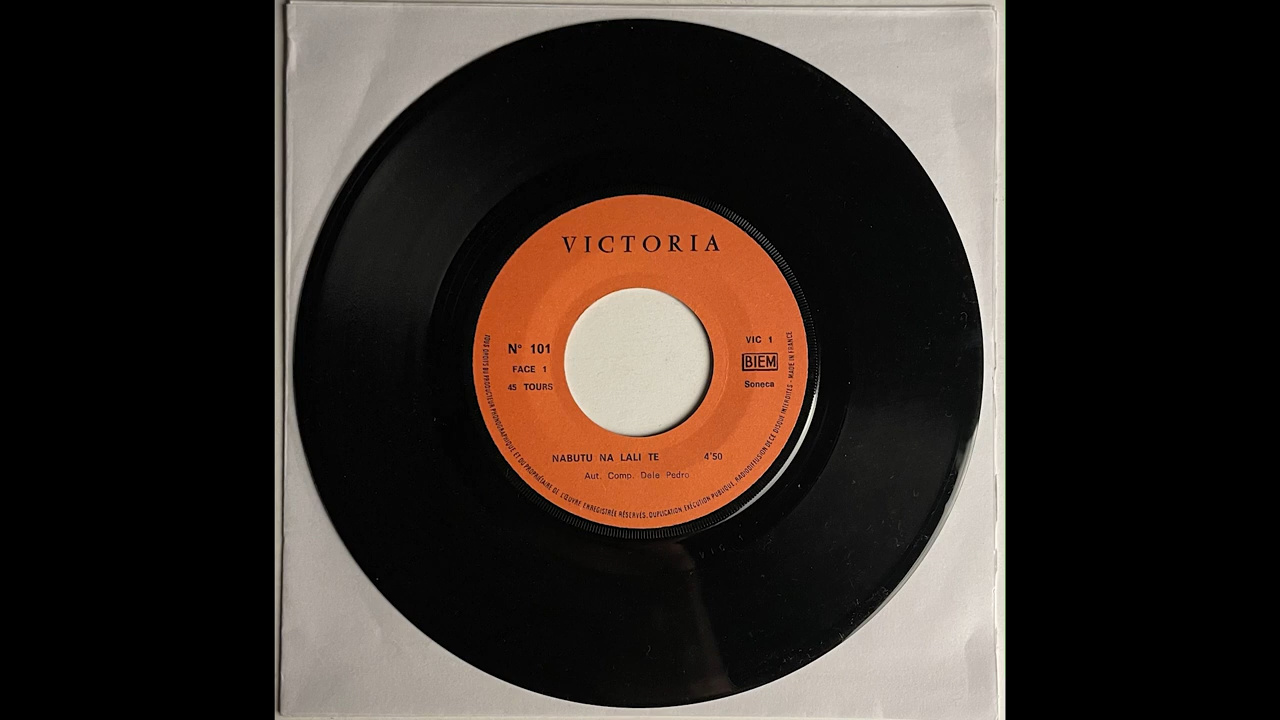 VICTORIA
N° 101
FACE 1
45 TOURS
VIC 1
BIEM
Soneca
NABUTU NA LALI TE 4'50
Aut. Comp. Dele Pedro
TOUS DROITS DU PRODUCTEUR PHONOGRAPHIQUE ET DU PROPRIÉTAIRE DE L'ŒUVRE ENREGISTRÉE RÉSERVÉS. DUPLICATION, EXÉCUTION PUBLIQUE, RADIODIFFUSION DE CE DISQUE INTERDITES - MADE IN FRANCE
VIC 1